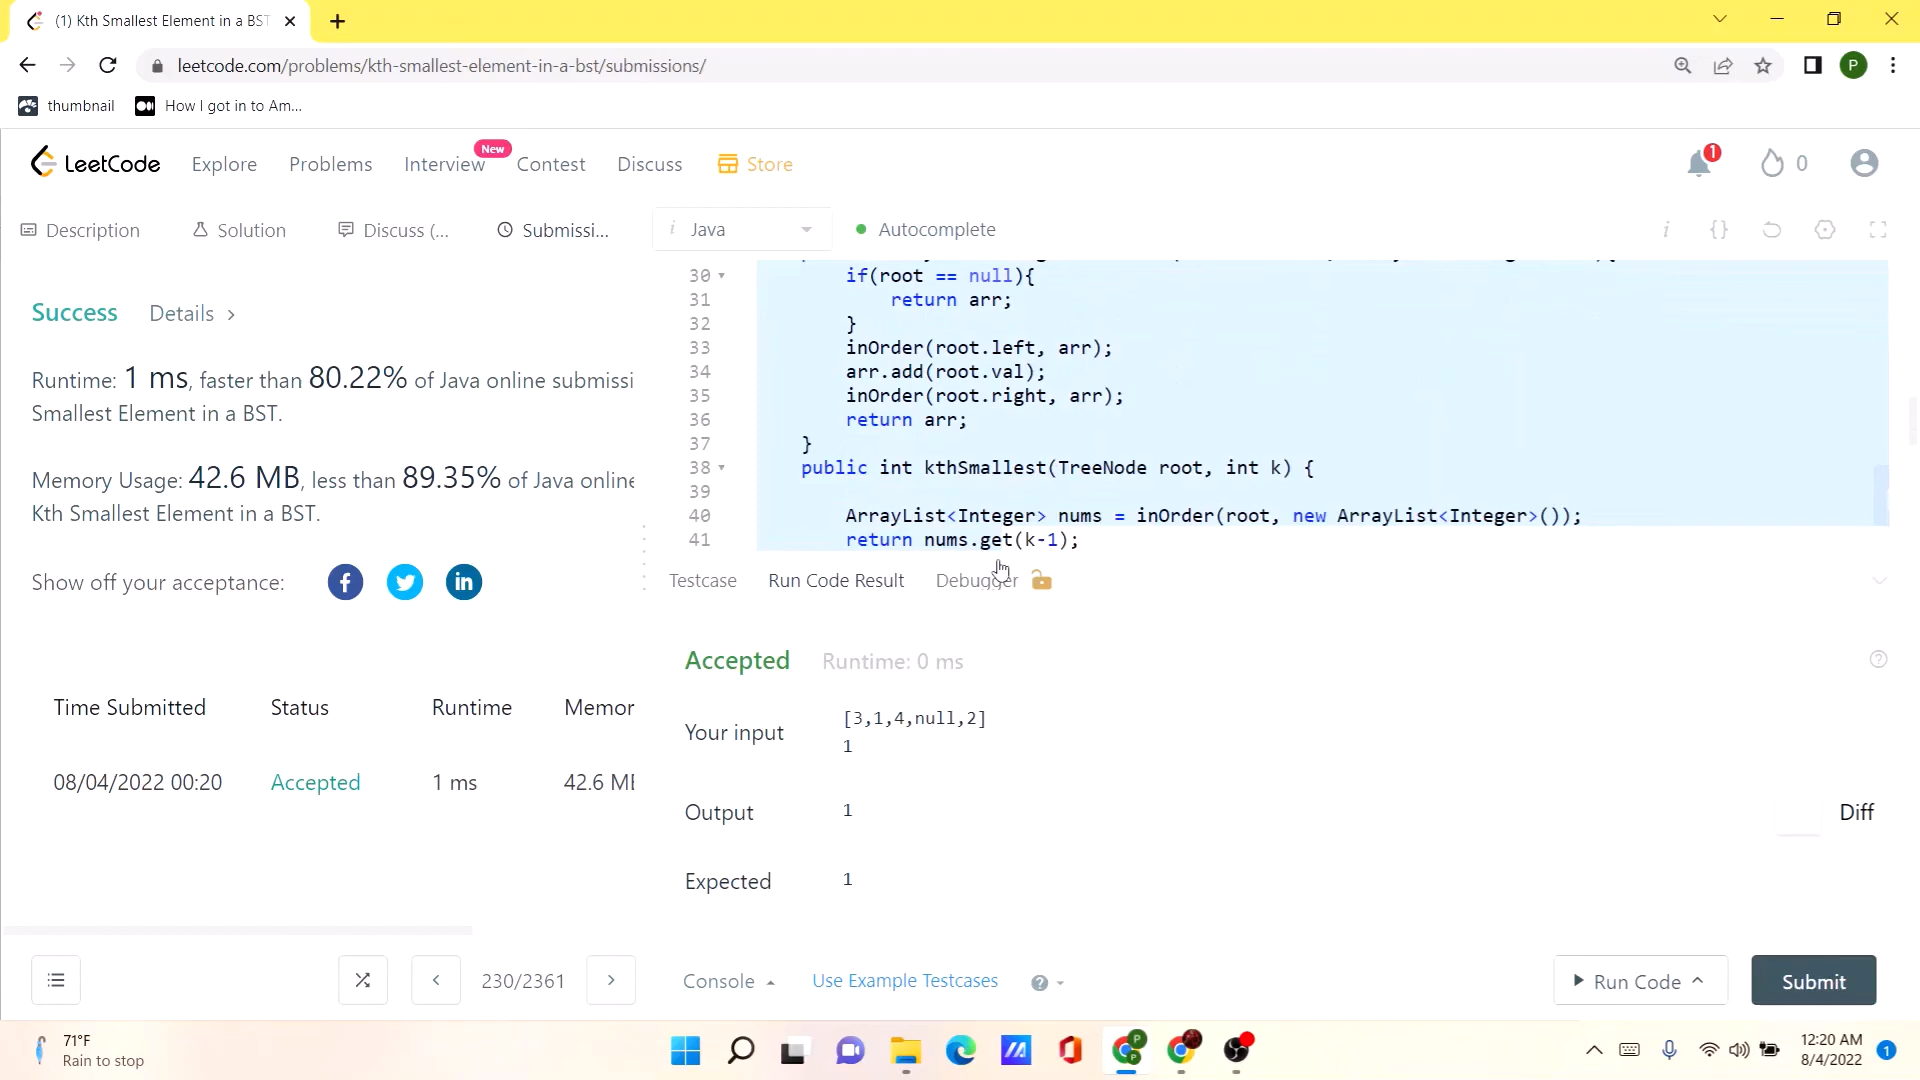 (1) Kth Smallest Element in a BST
leetcode.com/problems/kth-smallest-element-in-a-bst/submissions/
P
thumbnail
How I got in to Am...
LeetCode
Explore
Problems
Interview
New
Contest
Discuss
Store
1
0
Description
Solution
Discuss (...
Submissi...
i Java
Autocomplete
i {}
Success
Details >
Runtime: 1 ms, faster than 80.22% of Java online submissi
Smallest Element in a BST.
Memory Usage: 42.6 MB, less than 89.35% of Java online
Kth Smallest Element in a BST.
Show off your acceptance:
Time Submitted Status Runtime Memor
08/04/2022 00:20 Accepted 1 ms 42.6 ME
30 if(root == null){
31 return arr;
32 }
33 inOrder(root.left, arr);
34 arr.add(root.val);
35 inOrder(root.right, arr);
36 return arr;
37 }
38 public int kthSmallest(TreeNode root, int k) {
39
40 ArrayList<Integer> nums = inOrder(root, new ArrayList<Integer>());
41 return nums.get(k-1);
Testcase
Run Code Result
Debugger
Accepted Runtime: 0 ms
Your input
[3,1,4,null,2]
1
Output 1
Diff
Expected 1
230/2361
Console
Use Example Testcases
Run Code
Submit
71°F
Rain to stop
12:20 AM
8/4/2022
1